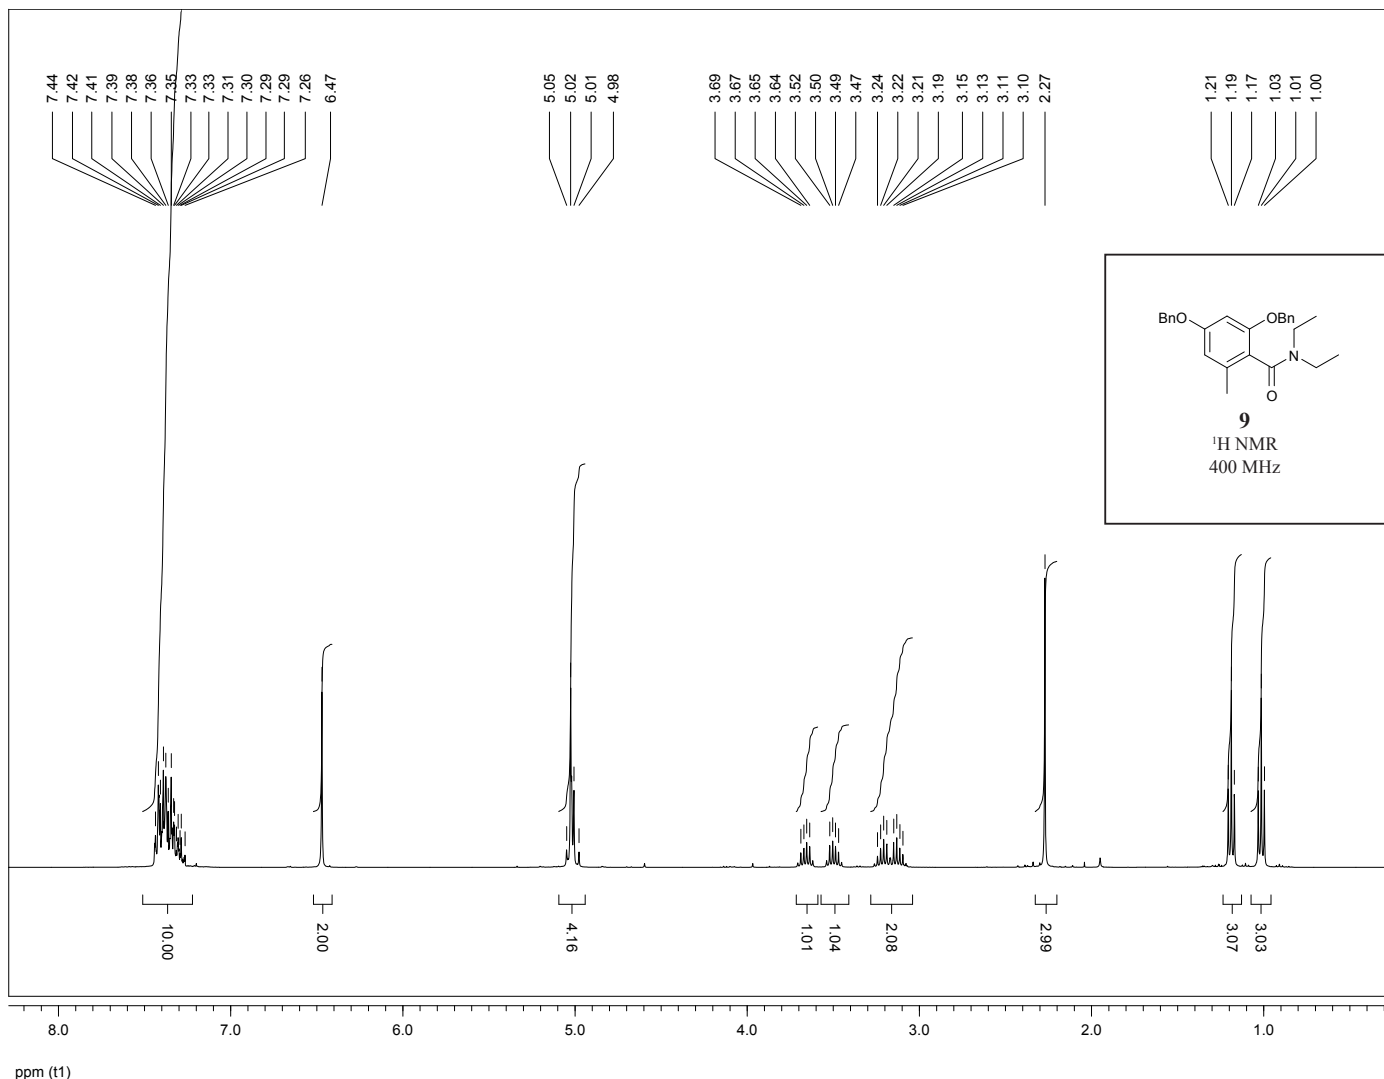 7.44 7.42 7.41 7.39 7.38 7.36 7.35 7.33 7.33 7.31 7.30 7.29 7.29 7.26 6.47 5.05 5.02 5.01 4.98 3.69 3.67 3.65 3.64 3.52 3.50 3.49 3.47 3.24 3.22 3.21 3.19 3.15 3.13 3.11 3.10 2.27 1.21 1.19 1.17 1.03 1.01 1.00
BnO OBn
N
O
9
¹H NMR
400 MHz
10.00 2.00 4.16 1.01 1.04 2.08 2.99 3.07 3.03
8.0 7.0 6.0 5.0 4.0 3.0 2.0 1.0
ppm (t1)